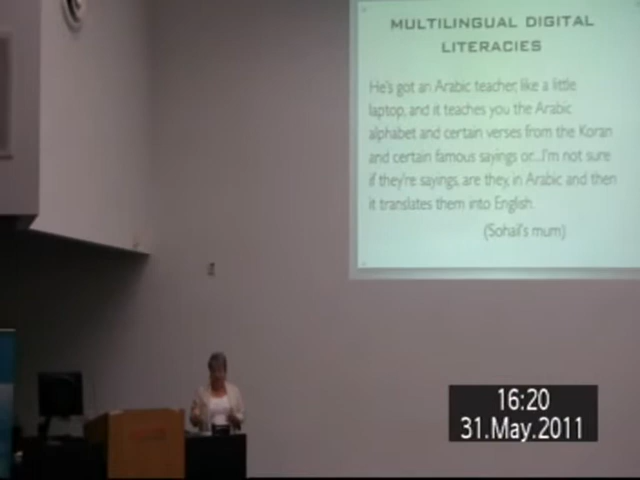 MULTILINGUAL DIGITAL
LITERACIES
He's got an Arabic teacher, like a little
laptop, and it teaches you the Arabic
alphabet and certain verses from the Koran
and certain famous sayings or...I'm not sure
if they're sayings, are they, in Arabic and then
it translates them into English.
(Sohail's mum)
16:20
31.May.2011